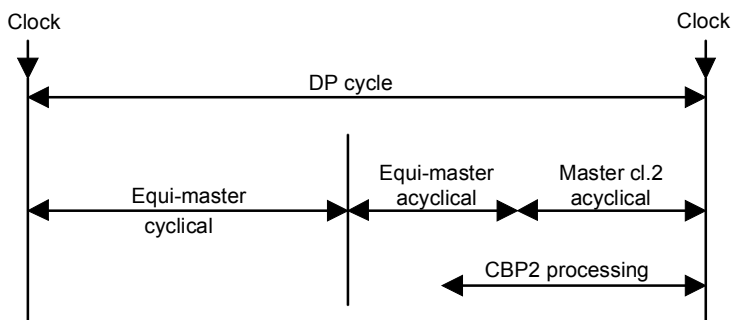 Clock
Clock
DP cycle
Equi-master
cyclical
Equi-master
acyclical
Master cl.2
acyclical
CBP2 processing